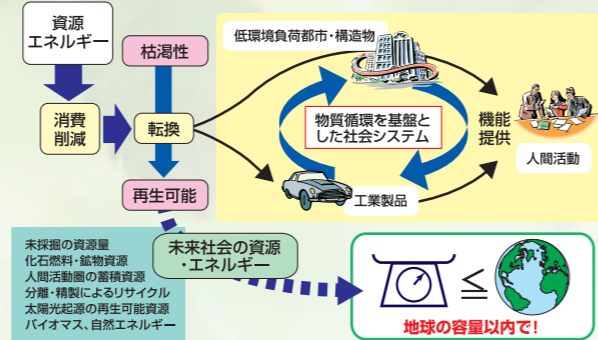 資源
エネルギー
枯渇性
消費
削減
転換
再生可能
低環境負荷都市・構造物
物質循環を基盤と
した社会システム
機能
提供
人間活動
工業製品
未採掘の資源量
化石燃料・鉱物資源
人間活動圏の蓄積資源
分離・精製によるリサイクル
太陽光起源の再生可能資源
バイオマス、自然エネルギー
未来社会の資源
・エネルギー
≦
地球の容量以内で!